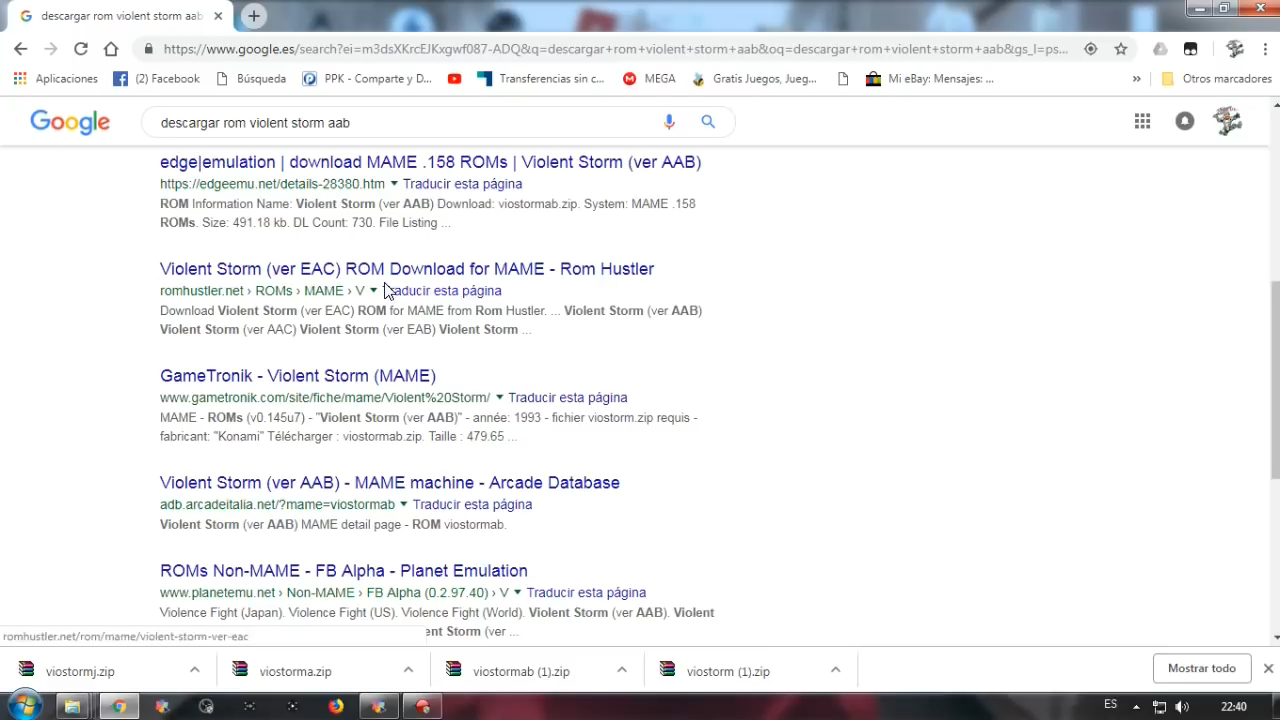 descargar rom violent storm aab
https://www.google.es/search?ei=m3dsXKrcEJKxgwf087-ADQ&q=descargar+rom+violent+storm+aab&oq=descargar+rom+violent+storm+aab&gs_l=ps...
Aplicaciones (2) Facebook Búsqueda PPK - Comparte y D... Transferencias sin c... MEGA Gratis Juegos, Jueg... Mi eBay: Mensajes: ... » Otros marcadores
Google descargar rom violent storm aab
edge|emulation | download MAME .158 ROMs | Violent Storm (ver AAB)
https://edgeemu.net/details-28380.htm Traducir esta página
ROM Information Name: Violent Storm (ver AAB) Download: viostormab.zip. System: MAME .158
ROMs. Size: 491.18 kb. DL Count: 730. File Listing ...
Violent Storm (ver EAC) ROM Download for MAME - Rom Hustler
romhustler.net › ROMs › MAME › V Traducir esta página
Download Violent Storm (ver EAC) ROM for MAME from Rom Hustler. ... Violent Storm (ver AAB)
Violent Storm (ver AAC) Violent Storm (ver EAB) Violent Storm ...
GameTronik - Violent Storm (MAME)
www.gametronik.com/site/fiche/mame/Violent%20Storm/ Traducir esta página
MAME - ROMs (v0.145u7) - "Violent Storm (ver AAB)" - année: 1993 - fichier viostorm.zip requis -
fabricant: "Konami" Télécharger : viostormab.zip. Taille : 479.65 ...
Violent Storm (ver AAB) - MAME machine - Arcade Database
adb.arcadeitalia.net/?mame=viostormab Traducir esta página
Violent Storm (ver AAB) MAME detail page - ROM viostormab.
ROMs Non-MAME - FB Alpha - Planet Emulation
www.planetemu.net › Non-MAME › FB Alpha (0.2.97.40) › V Traducir esta página
Violence Fight (Japan). Violence Fight (US). Violence Fight (World). Violent Storm (ver AAB). Violent
ent Storm (ver ...
romhustler.net/rom/mame/violent-storm-ver-eac
viostormj.zip viostorma.zip viostormab (1).zip viostorm (1).zip Mostrar todo
ES 22:40